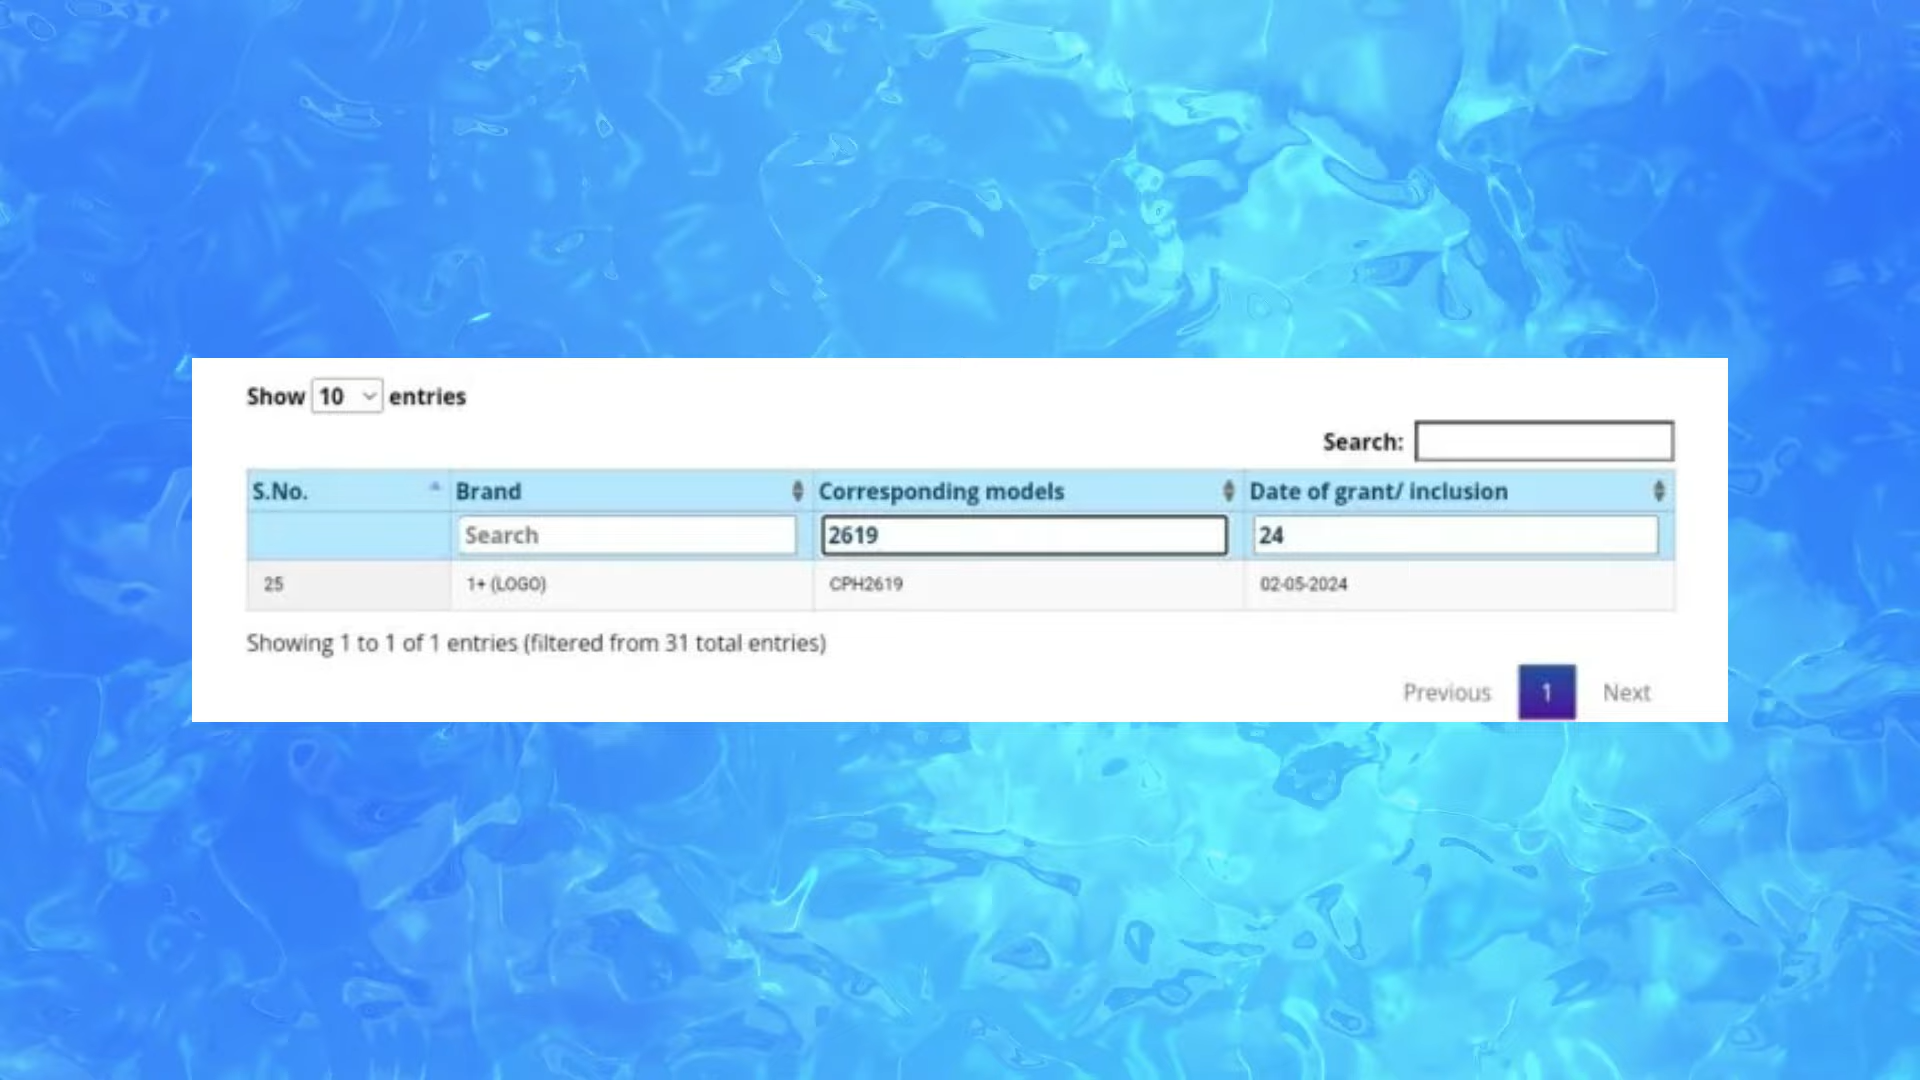 Show 10 entries
Search:
S.No. Brand Corresponding models Date of grant/ inclusion
Search 2619 24
25 1+ (LOGO) CPH2619 02-05-2024
Showing 1 to 1 of 1 entries (filtered from 31 total entries)
Previous 1 Next